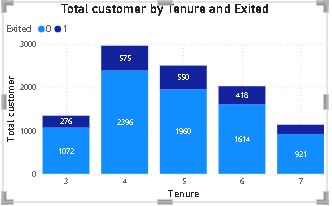 Total customer by Tenure and Exited
Exited 0 1
3000
2000
1000
0
Total customer
276
1072
575
2396
550
1960
418
1614
921
3 4 5 6 7
Tenure